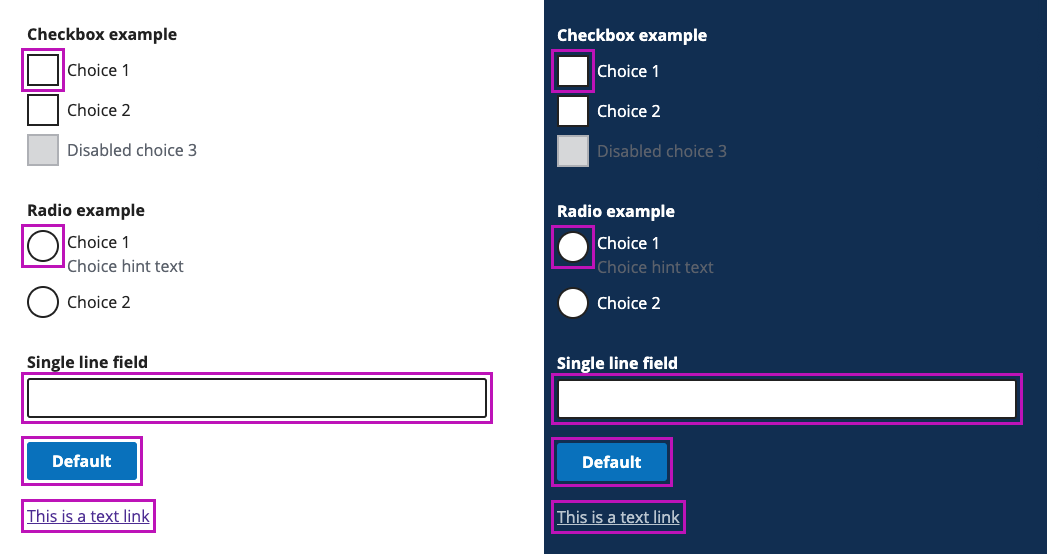 Checkbox example
Choice 1
Choice 2
Disabled choice 3
Radio example
Choice 1
Choice hint text
Choice 2
Single line field
Default
This is a text link
Checkbox example
Choice 1
Choice 2
Disabled choice 3
Radio example
Choice 1
Choice hint text
Choice 2
Single line field
Default
This is a text link